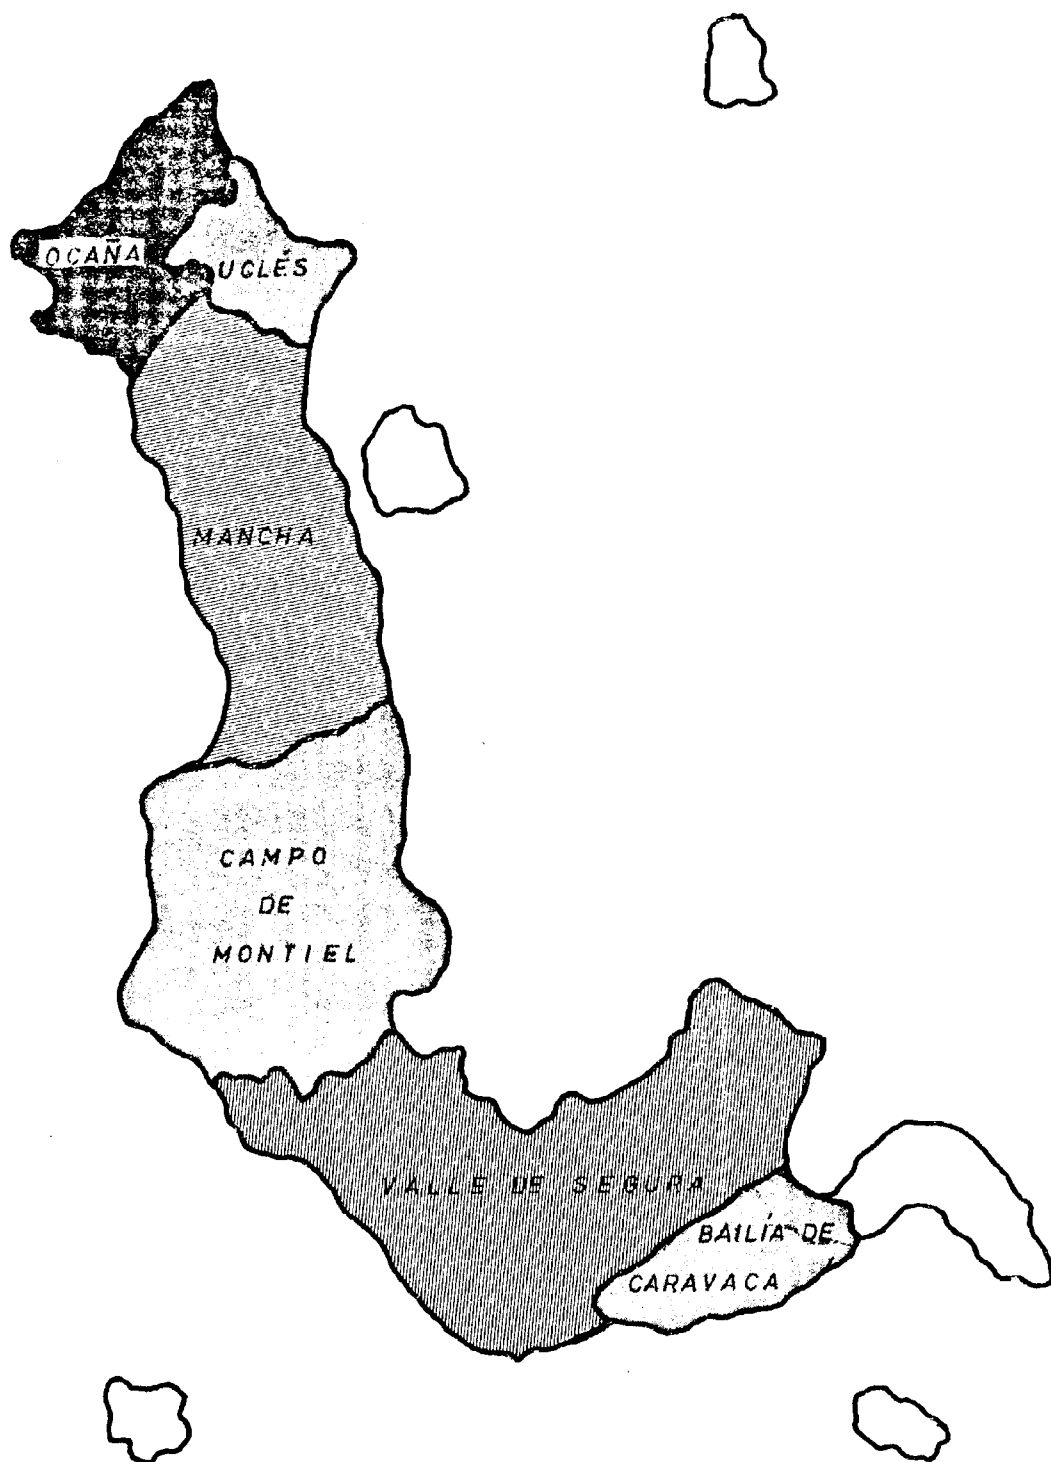 OCAÑA
UCLÉS
MANCHA
CAMPO
DE
MONTIEL
VALLE DE SEGURA
BAILÍA DE
CARAVACA